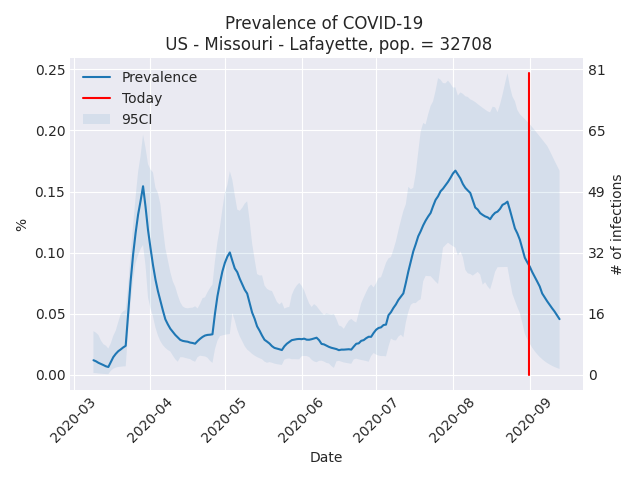 Prevalence of COVID-19
US - Missouri - Lafayette, pop. = 32708
Prevalence
Today
95CI
0.25
0.20
0.15
0.10
0.05
0.00
%
81
65
49
32
16
0
# of infections
2020-03
2020-04
2020-05
2020-06
2020-07
2020-08
2020-09
Date